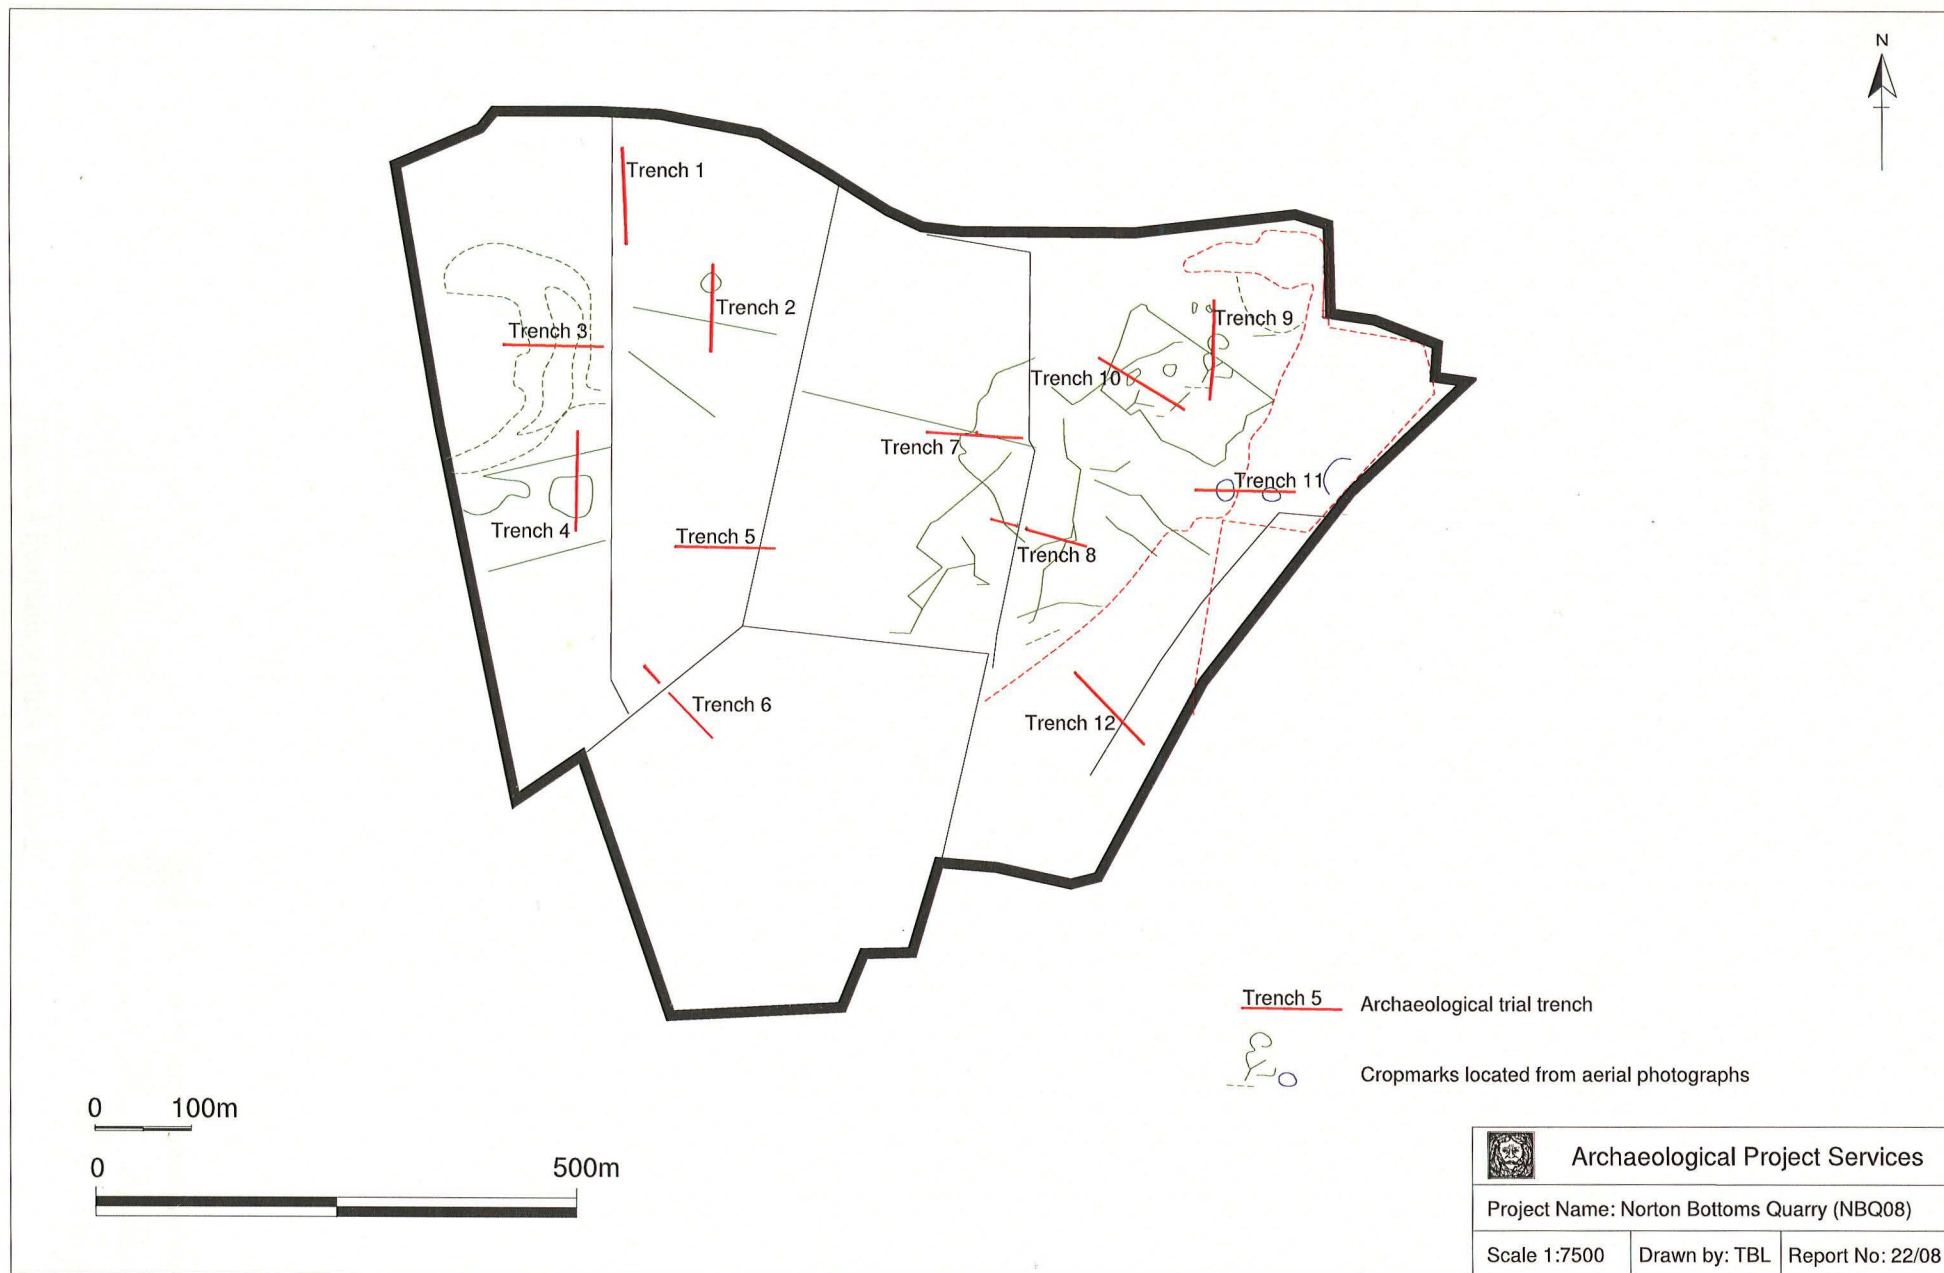 N
Trench 1
Trench 2
Trench 3
Trench 9
Trench 10
Trench 7
Trench 11
Trench 4
Trench 5
Trench 8
Trench 6
Trench 12
Trench 5 Archaeological trial trench
Cropmarks located from aerial photographs
0 100m
0 500m
Archaeological Project Services
Project Name: Norton Bottoms Quarry (NBQ08)
Scale 1:7500 Drawn by: TBL Report No: 22/08